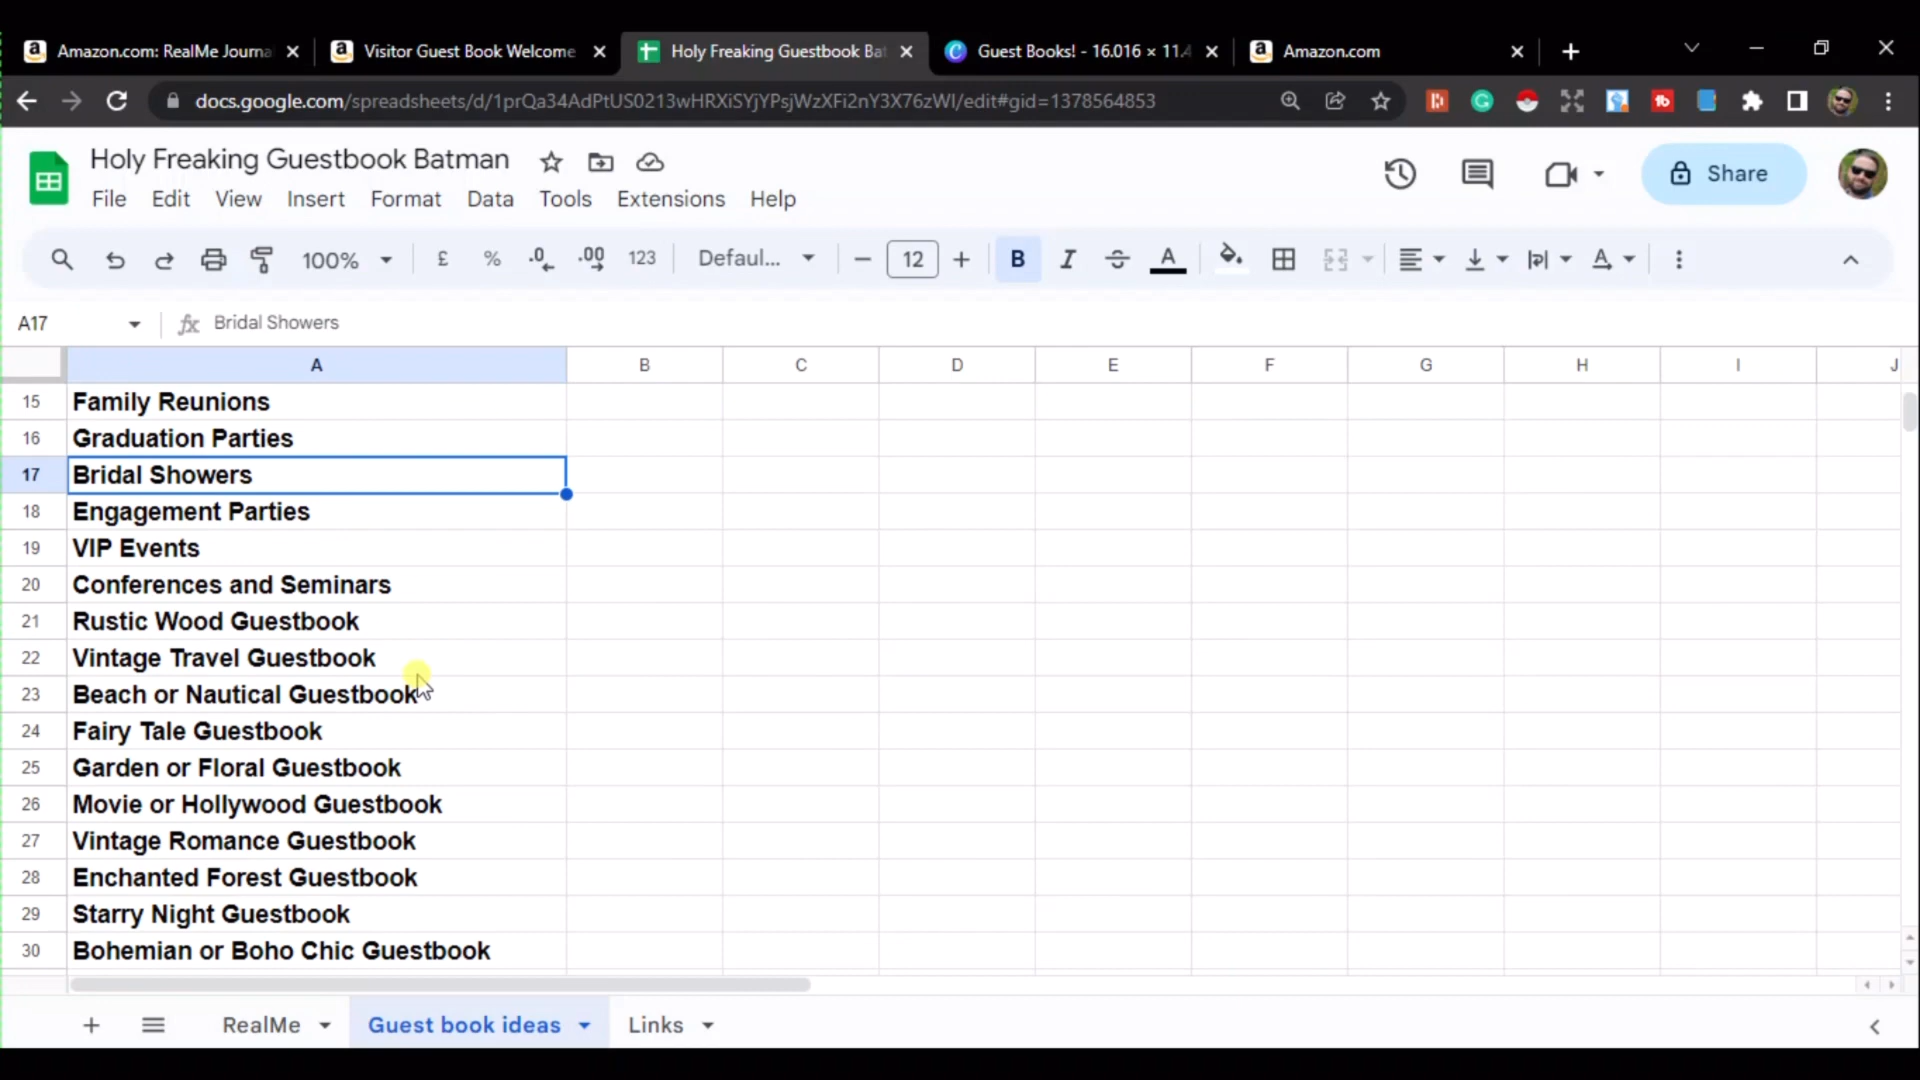 Amazon.com: RealMe Journa
Visitor Guest Book Welcome
Holy Freaking Guestbook Bat
Guest Books! - 16.016 × 11.4
Amazon.com
docs.google.com/spreadsheets/d/1prQa34AdPtUS0213wHRXiSYjYPsjWzXFi2nY3X76zWI/edit#gid=1378564853
Holy Freaking Guestbook Batman
File Edit View Insert Format Data Tools Extensions Help
Share
100% £ % .0 .00 123 Defaul... 12 B I S A
A17 fx Bridal Showers
A B C D E F G H I J
15 Family Reunions
16 Graduation Parties
17 Bridal Showers
18 Engagement Parties
19 VIP Events
20 Conferences and Seminars
21 Rustic Wood Guestbook
22 Vintage Travel Guestbook
23 Beach or Nautical Guestbook
24 Fairy Tale Guestbook
25 Garden or Floral Guestbook
26 Movie or Hollywood Guestbook
27 Vintage Romance Guestbook
28 Enchanted Forest Guestbook
29 Starry Night Guestbook
30 Bohemian or Boho Chic Guestbook
RealMe Guest book ideas Links